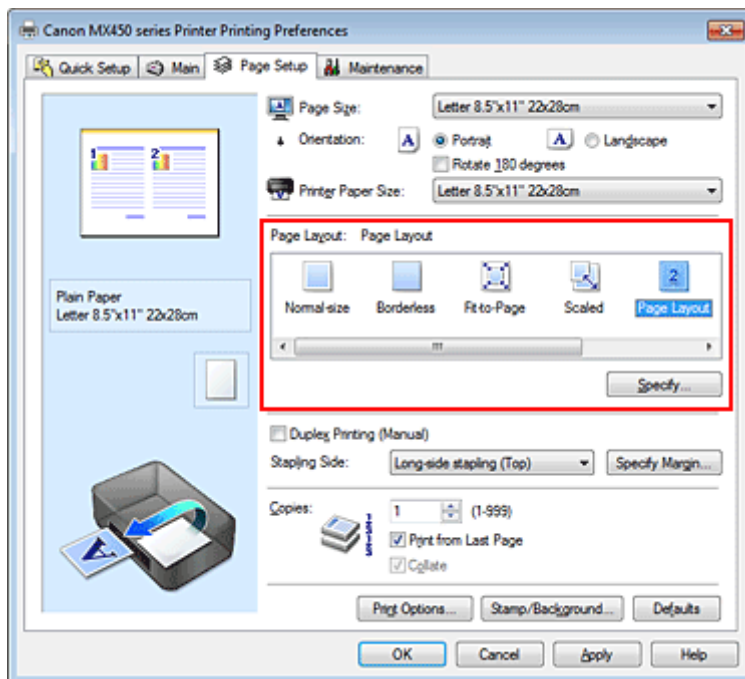 Canon MX450 series Printer Printing Preferences
Quick Setup Main Page Setup Maintenance
Page Size: Letter 8.5"x11" 22x28cm
Orientation: A Portrait A Landscape
Rotate 180 degrees
Printer Paper Size: Letter 8.5"x11" 22x28cm
1 2
Page Layout: Page Layout
2
Normal-size Borderless Fit-to-Page Scaled Page Layout
Plain Paper
Letter 8.5"x11" 22x28cm
Specify...
Duplex Printing (Manual)
Stapling Side: Long-side stapling (Top) Specify Margin...
Copies: 1 (1-999)
Print from Last Page
Collate
A
Print Options... Stamp/Background... Defaults
OK Cancel Apply Help